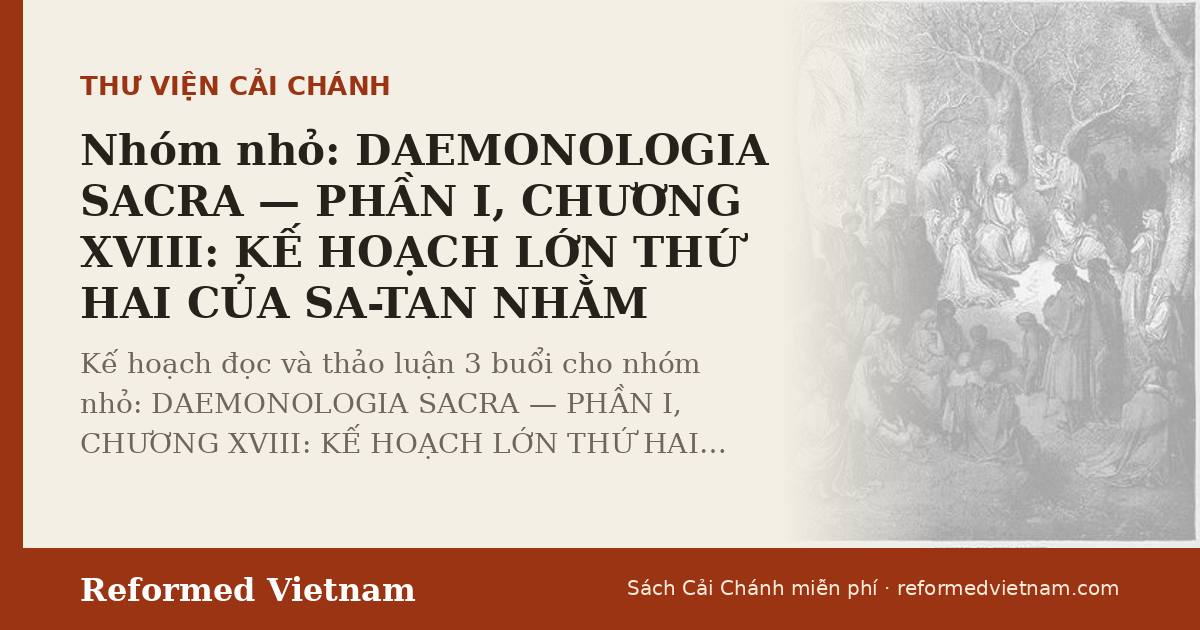 THƯ VIỆN CẢI CHÁNH
Nhóm nhỏ: DAEMONOLOGIA
SACRA — PHẦN I, CHƯƠNG
XVIII: KẾ HOẠCH LỚN THỨ
HAI CỦA SA-TAN NHẰM
Kế hoạch đọc và thảo luận 3 buổi cho nhóm
nhỏ: DAEMONOLOGIA SACRA — PHẦN I,
CHƯƠNG XVIII: KẾ HOẠCH LỚN THỨ HAI...
Reformed Vietnam
Sách Cải Chánh miễn phí · reformedvietnam.com